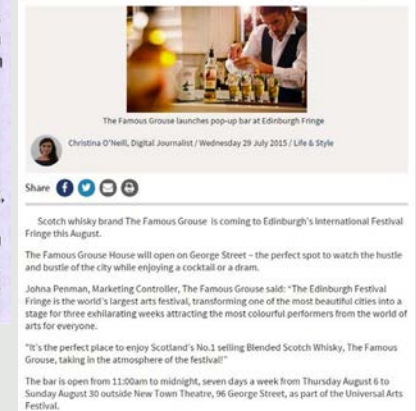 The Famous Grouse launches pop-up bar at Edinburgh Fringe
Christina O'Neill, Digital Journalist / Wednesday 29 July 2015 / Life & Style
Share
Scotch whisky brand The Famous Grouse is coming to Edinburgh's International Festival
Fringe this August.
The Famous Grouse House will open on George Street – the perfect spot to watch the hustle
and bustle of the city while enjoying a cocktail or a dram.
Johna Penman, Marketing Controller, The Famous Grouse said: "The Edinburgh Festival
Fringe is the world's largest arts festival, transforming one of the most beautiful cities into a
stage for three exhilarating weeks attracting the most colourful performers from the world of
arts for everyone.
"It's the perfect place to enjoy Scotland's No.1 selling Blended Scotch Whisky, The Famous
Grouse, taking in the atmosphere of the festival!"
The bar is open from 11:00am to midnight, seven days a week from Thursday August 6 to
Sunday August 30 outside New Town Theatre, 96 George Street, as part of the Universal Arts
Festival.